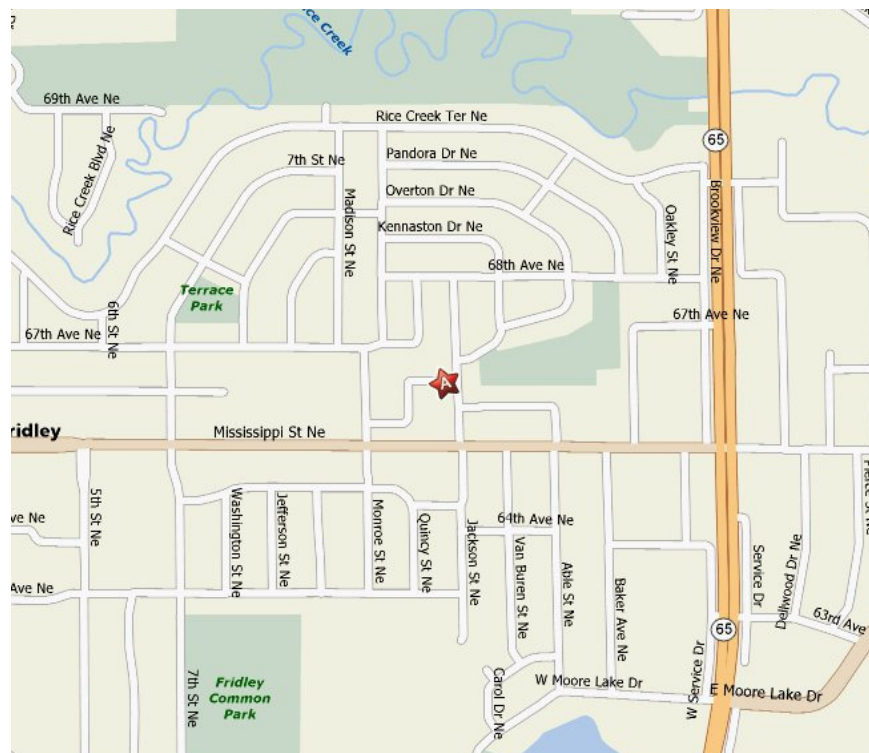 Rice Creek
69th Ave Ne
Rice Creek Ter Ne
65
7th St Ne
Pandora Dr Ne
Rice Creek Blvd Ne
Madison St Ne
Overton Dr Ne
Oakley St Ne
Brookview Dr Ne
Kennaston Dr Ne
68th Ave Ne
Terrace
Park
6th St Ne
67th Ave Ne
67th Ave Ne
A
ridley
Mississippi St Ne
5th St Ne
Washington St Ne
Jefferson St Ne
Monroe St Ne
Quincy St Ne
Jackson St Ne
64th Ave Ne
Van Buren St Ne
Able St Ne
Baker Ave Ne
Service Dr
Dellwood Dr Ne
Pierce St Ne
ve Ne
Ave Ne
63rd Ave
65
7th St Ne
Fridley
Common
Park
Carol Dr Ne
W Moore Lake Dr
W Service Dr
E Moore Lake Dr